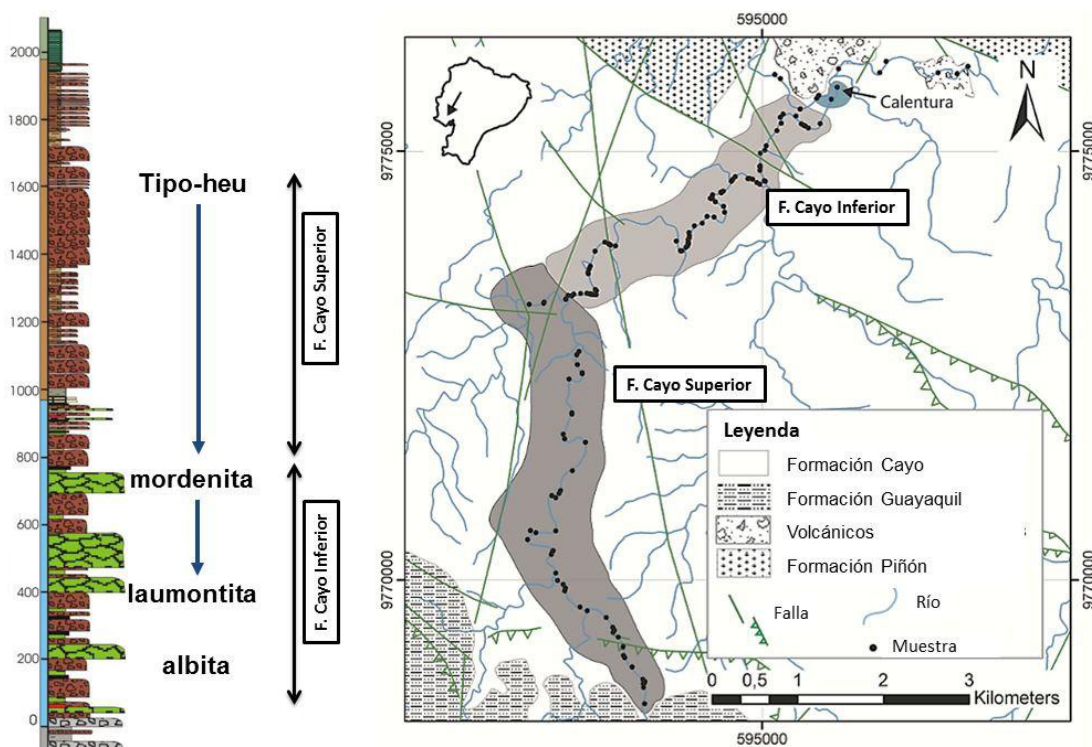 2000
1800
1600
1400
1200
1000
800
600
400
200
0
Tipo-heu
mordenita
laumontita
albita
F. Cayo Superior
F. Cayo Inferior
595000
N
Calentura
9775000
9775000
F. Cayo Inferior
F. Cayo Superior
Leyenda
Formación Cayo
Formación Guayaquil
Volcánicos
Formación Piñón
Falla
Río
Muestra
9770000
9770000
0 0,5 1 2 3
Kilometers
595000